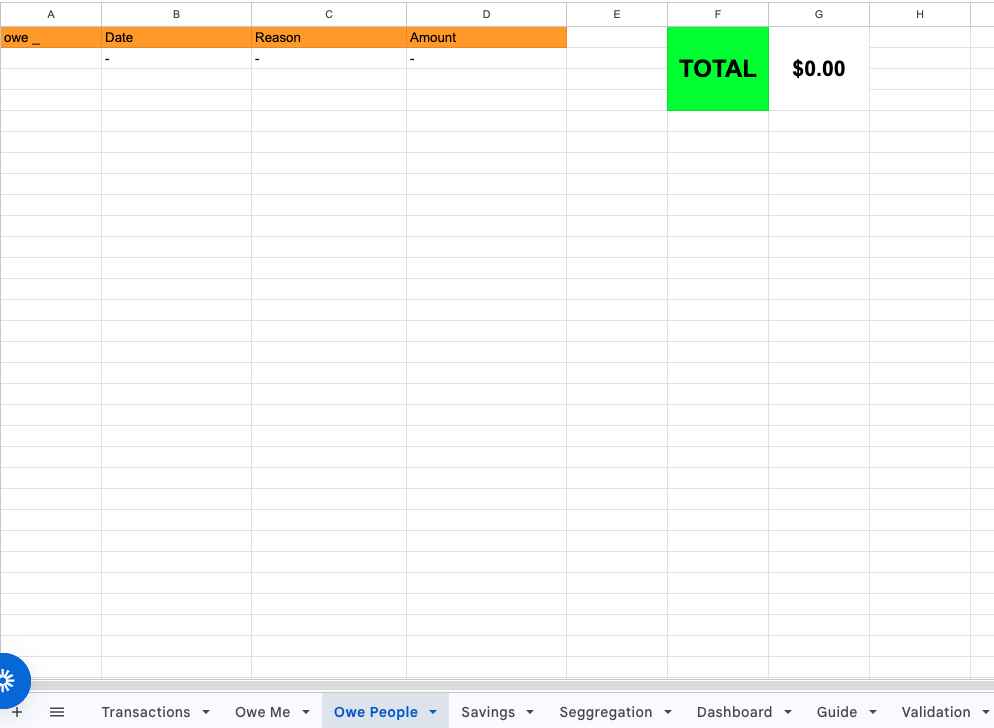 A B C D E F G H
owe _ Date Reason Amount
- - -
TOTAL $0.00
Transactions Owe Me Owe People Savings Seggregation Dashboard Guide Validation